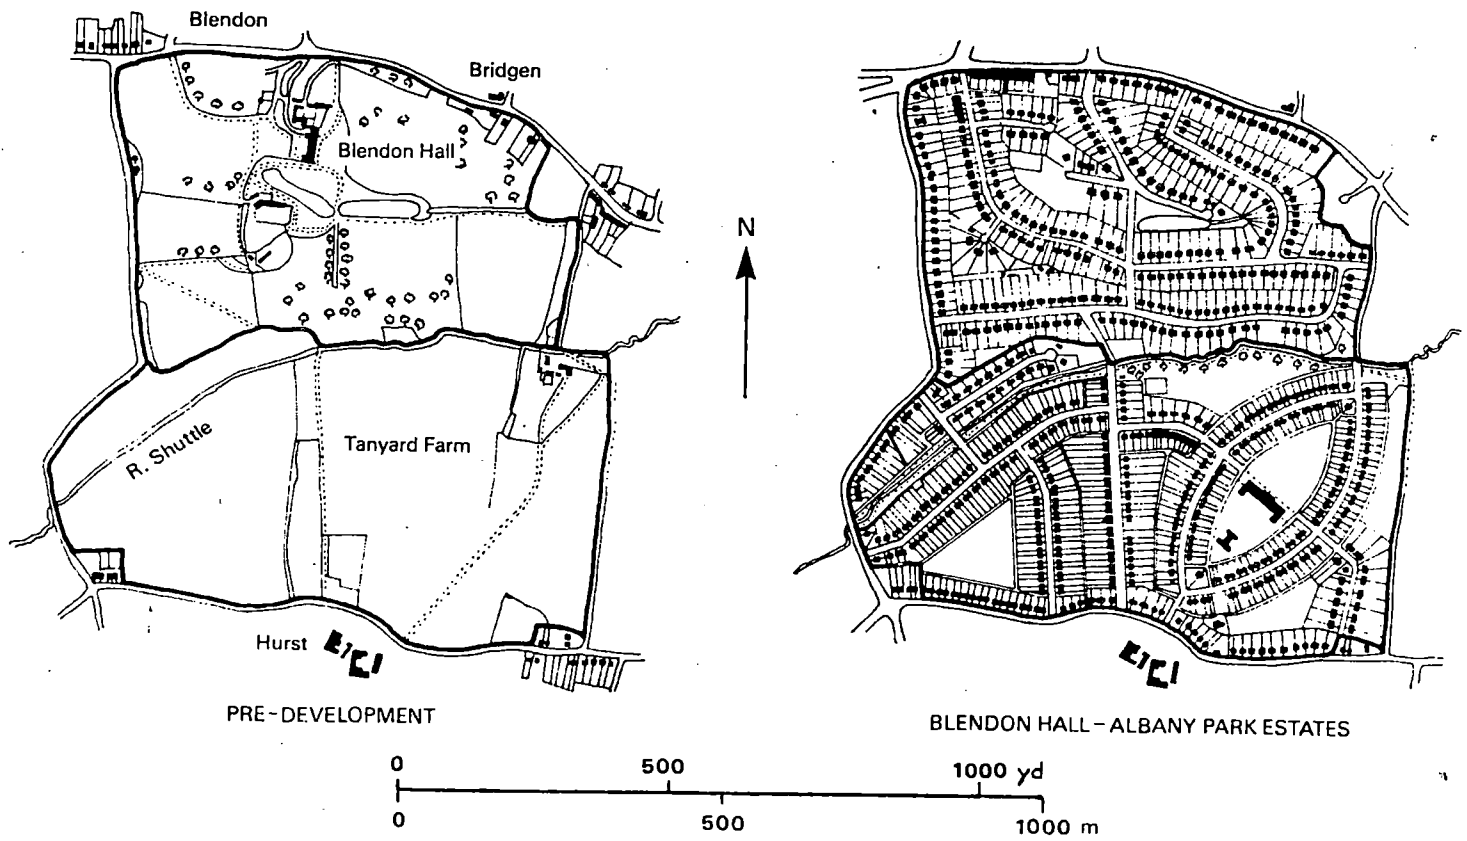 Blendon
Bridgen
Blendon Hall
N
R. Shuttle
Tanyard Farm
Hurst
PRE-DEVELOPMENT
BLENDON HALL-ALBANY PARK ESTATES
0 500 1000 yd
0 500 1000 m